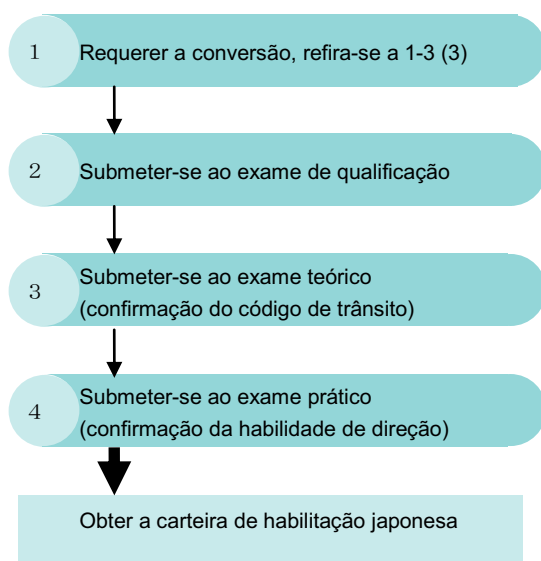 1 Requerer a conversão, refira-se a 1-3 (3)
2 Submeter-se ao exame de qualificação
3 Submeter-se ao exame teórico
(confirmação do código de trânsito)
4 Submeter-se ao exame prático
(confirmação da habilidade de direção)
Obter a carteira de habilitação japonesa